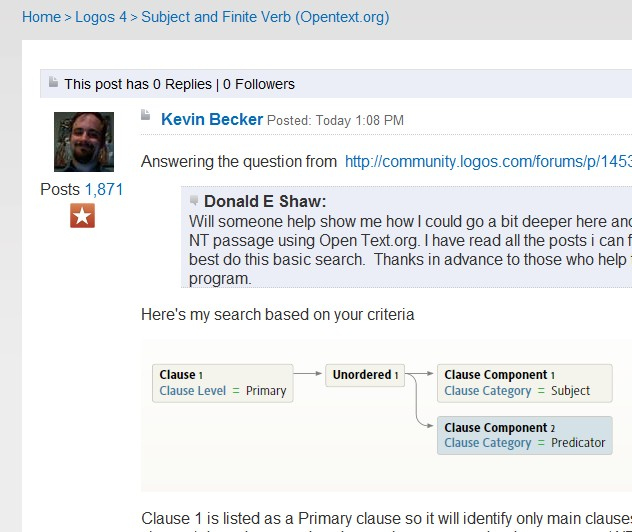 Home > Logos 4 > Subject and Finite Verb (Opentext.org)
This post has 0 Replies | 0 Followers
Kevin Becker Posted: Today 1:08 PM
Posts 1,871
Answering the question from http://community.logos.com/forums/p/1453
Donald E Shaw:
Will someone help show me how I could go a bit deeper here and
NT passage using Open Text.org. I have read all the posts i can f
best do this basic search. Thanks in advance to those who help
program.
Here's my search based on your criteria
Clause 1
Clause Level = Primary
Unordered 1
Clause Component 1
Clause Category = Subject
Clause Component 2
Clause Category = Predicator
Clause 1 is listed as a Primary clause so it will identify only main clause